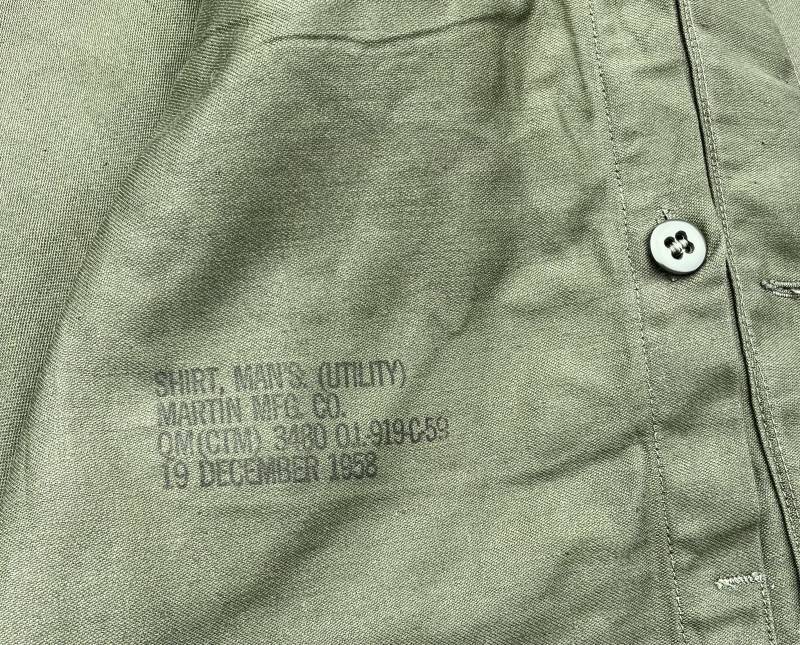 SHIRT, MAN'S. (UTILITY)
MARTIN MFG. CO.
QM(CTM) 3480 O.I.-919-C-59
19 DECEMBER 1958